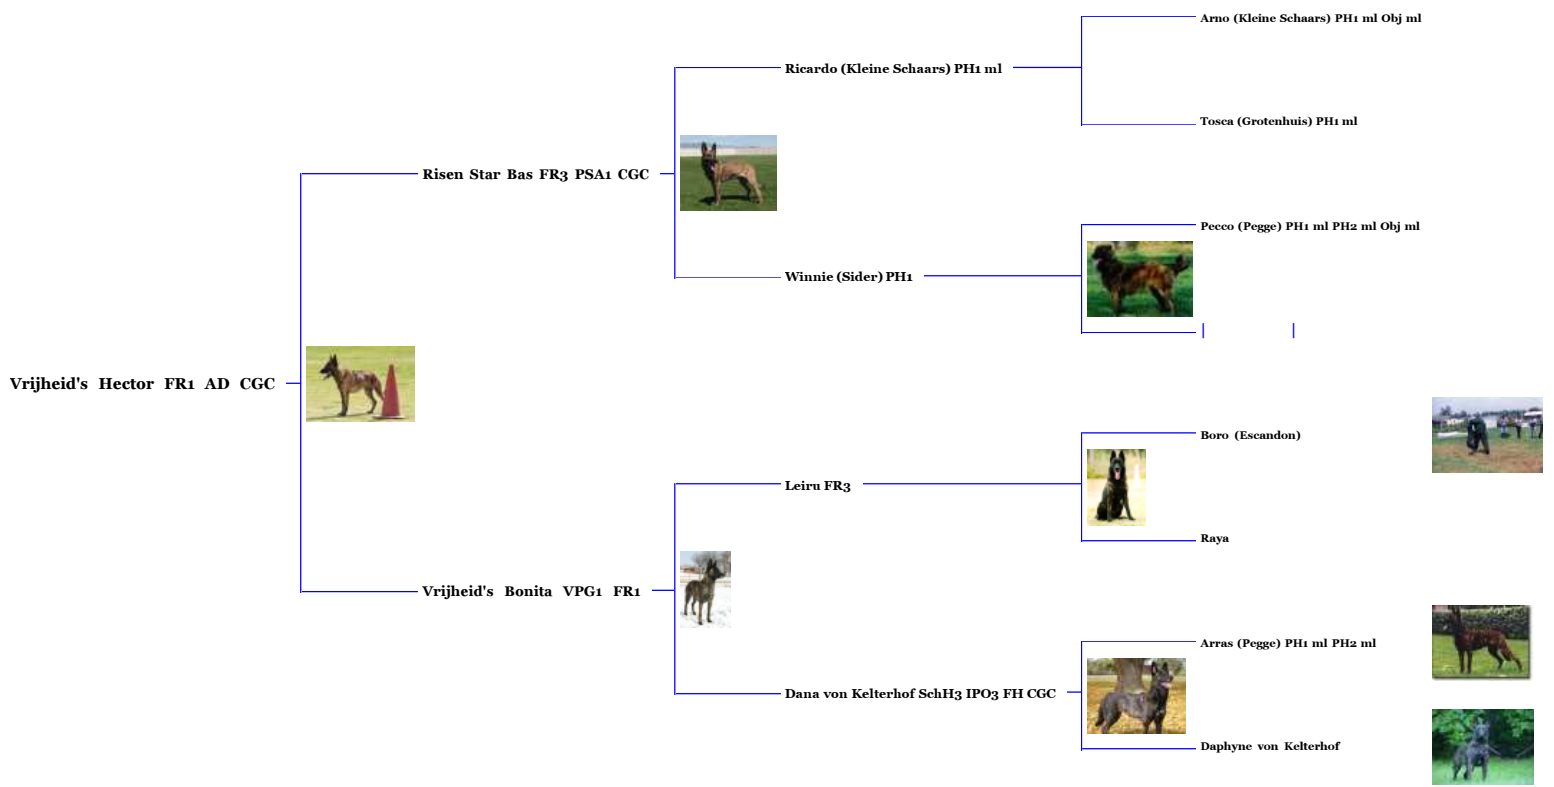 Arno (Kleine Schaars) PH1 ml Obj ml
Ricardo (Kleine Schaars) PH1 ml
Tosca (Grotenhuis) PH1 ml
Risen Star Bas FR3 PSA1 CGC
Pecco (Pegge) PH1 ml PH2 ml Obj ml
Winnie (Sider) PH1
Vrijheid's Hector FR1 AD CGC
Boro (Escandon)
Leiru FR3
Raya
Vrijheid's Bonita VPG1 FR1
Arras (Pegge) PH1 ml PH2 ml
Dana von Kelterhof SchH3 IPO3 FH CGC
Daphyne von Kelterhof